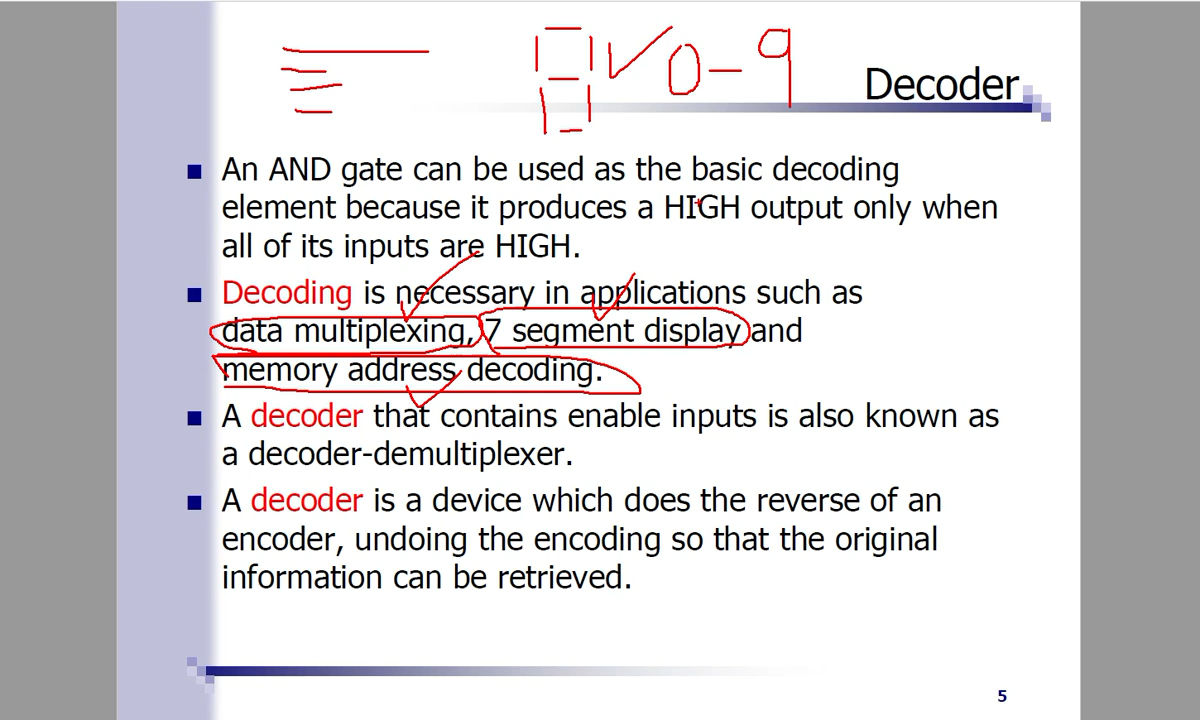 0-9
Decoder
An AND gate can be used as the basic decoding
element because it produces a HIGH output only when
all of its inputs are HIGH.
Decoding is necessary in applications such as
data multiplexing, 7 segment display and
memory address decoding.
A decoder that contains enable inputs is also known as
a decoder-demultiplexer.
A decoder is a device which does the reverse of an
encoder, undoing the encoding so that the original
information can be retrieved.
5